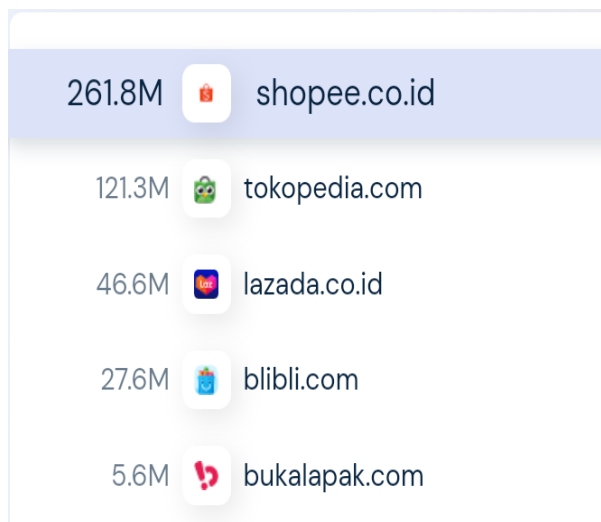 261.8M shopee.co.id
121.3M tokopedia.com
46.6M laz lazada.co.id
27.6M blibli.com
5.6M bukalapak.com